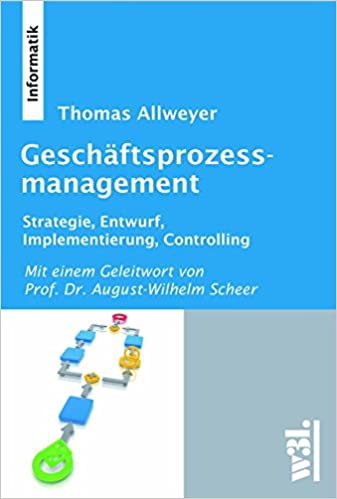 Informatik
Thomas Allweyer
Geschäftsprozess-
management
Strategie, Entwurf,
Implementierung, Controlling
Mit einem Geleitwort von
Prof. Dr. August-Wilhelm Scheer
w3l.